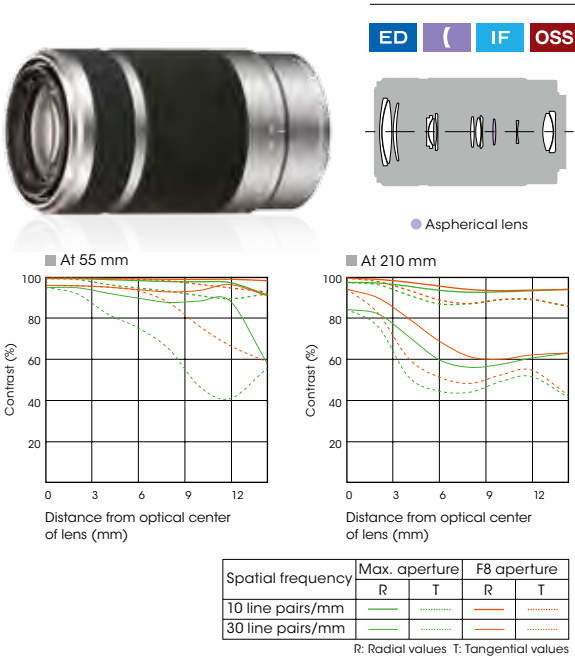 ED ( IF OSS
Aspherical lens
At 55 mm
At 210 mm
Contrast (%)
100
80
60
40
20
0 3 6 9 12
Distance from optical center
of lens (mm)
Contrast (%)
100
80
60
40
20
0 3 6 9 12
Distance from optical center
of lens (mm)
Spatial frequency Max. aperture F8 aperture
R T R T
10 line pairs/mm
30 line pairs/mm
R: Radial values T: Tangential values